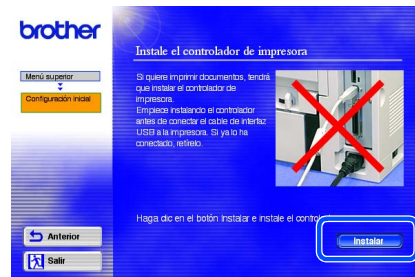 brother
Instale el controlador de impresora
Menú superior
Configuración inicial
Si quiere imprimir documentos, tendrá
que instalar el controlador de
impresora.
Empiece instalando el controlador
antes de conectar el cable de interfaz
USB a la impresora. Si ya lo ha
conectado, retírelo.
Haga clic en el botón Instalar e instale el
Instalar
Anterior
Salir